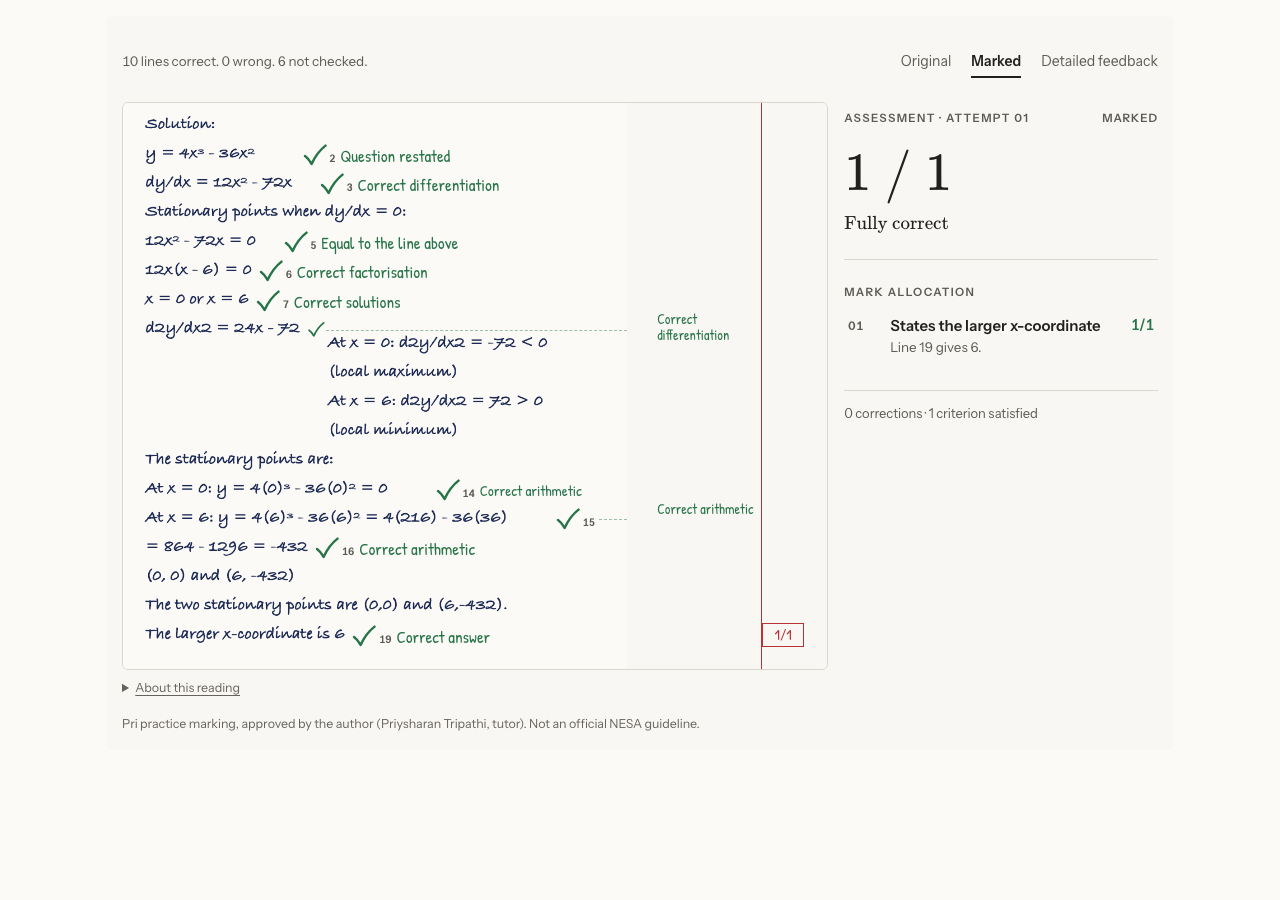 10 lines correct. 0 wrong. 6 not checked.
Original Marked Detailed feedback
Solution:
y = 4x³ - 36x² ✓ 2 Question restated
dy/dx = 12x² - 72x ✓ 3 Correct differentiation
Stationary points when dy/dx = 0:
12x² - 72x = 0 ✓ 5 Equal to the line above
12x(x - 6) = 0 ✓ 6 Correct factorisation
x = 0 or x = 6 ✓ 7 Correct solutions
d2y/dx2 = 24x - 72 ✓
Correct
differentiation
At x = 0: d2y/dx2 = -72 < 0
(local maximum)
At x = 6: d2y/dx2 = 72 > 0
(local minimum)
The stationary points are:
At x = 0: y = 4(0)³ - 36(0)² = 0 ✓ 14 Correct arithmetic
At x = 6: y = 4(6)³ - 36(6)² = 4(216) - 36(36) ✓ 15 Correct arithmetic
= 864 - 1296 = -432 ✓ 16 Correct arithmetic
(0, 0) and (6, -432)
The two stationary points are (0,0) and (6,-432).
The larger x-coordinate is 6 ✓ 19 Correct answer
1/1
ASSESSMENT · ATTEMPT 01 MARKED
1 / 1
Fully correct
MARK ALLOCATION
01 States the larger x-coordinate 1/1
Line 19 gives 6.
0 corrections · 1 criterion satisfied
▶ About this reading
Pri practice marking, approved by the author (Priysharan Tripathi, tutor). Not an official NESA guideline.